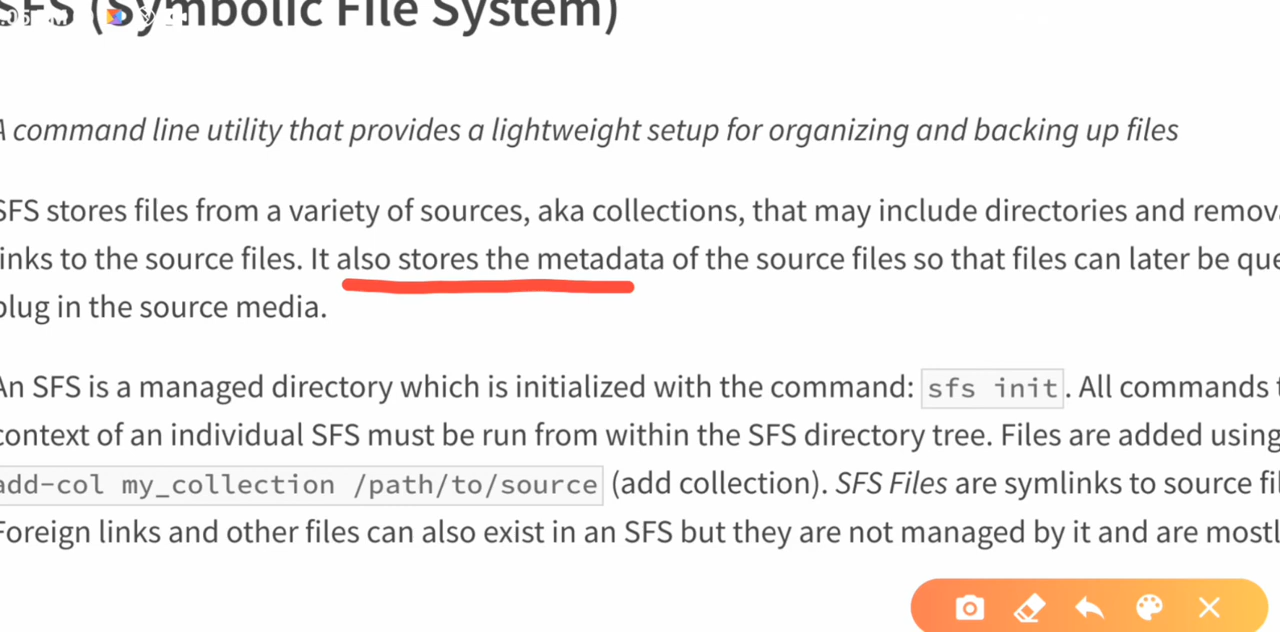 SFS (Symbolic File System)
A command line utility that provides a lightweight setup for organizing and backing up files
SFS stores files from a variety of sources, aka collections, that may include directories and remov
inks to the source files. It also stores the metadata of the source files so that files can later be que
plug in the source media.
An SFS is a managed directory which is initialized with the command: sfs init. All commands
context of an individual SFS must be run from within the SFS directory tree. Files are added using
add-col my_collection /path/to/source (add collection). SFS Files are symlinks to source fil
Foreign links and other files can also exist in an SFS but they are not managed by it and are mostl